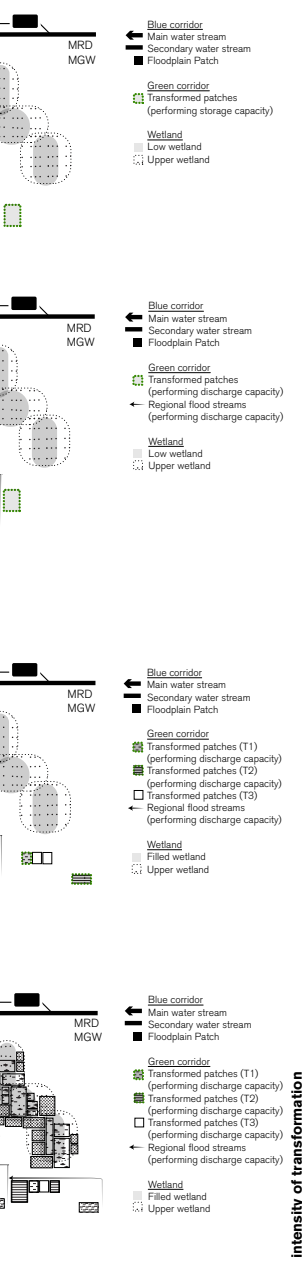 MRD
MGW
Blue corridor
Main water stream
Secondary water stream
Floodplain Patch
Green corridor
Transformed patches
(performing storage capacity)
Wetland
Low wetland
Upper wetland
MRD
MGW
Blue corridor
Main water stream
Secondary water stream
Floodplain Patch
Green corridor
Transformed patches
(performing discharge capacity)
Regional flood streams
(performing discharge capacity)
Wetland
Low wetland
Upper wetland
MRD
MGW
Blue corridor
Main water stream
Secondary water stream
Floodplain Patch
Green corridor
Transformed patches (T1)
(performing discharge capacity)
Transformed patches (T2)
(performing discharge capacity)
Transformed patches (T3)
Regional flood streams
(performing discharge capacity)
Wetland
Filled wetland
Upper wetland
MRD
MGW
Blue corridor
Main water stream
Secondary water stream
Floodplain Patch
Green corridor
Transformed patches (T1)
(performing discharge capacity)
Transformed patches (T2)
(performing discharge capacity)
Transformed patches (T3)
(performing discharge capacity)
Regional flood streams
(performing discharge capacity)
Wetland
Filled wetland
Upper wetland
intensity of transformation